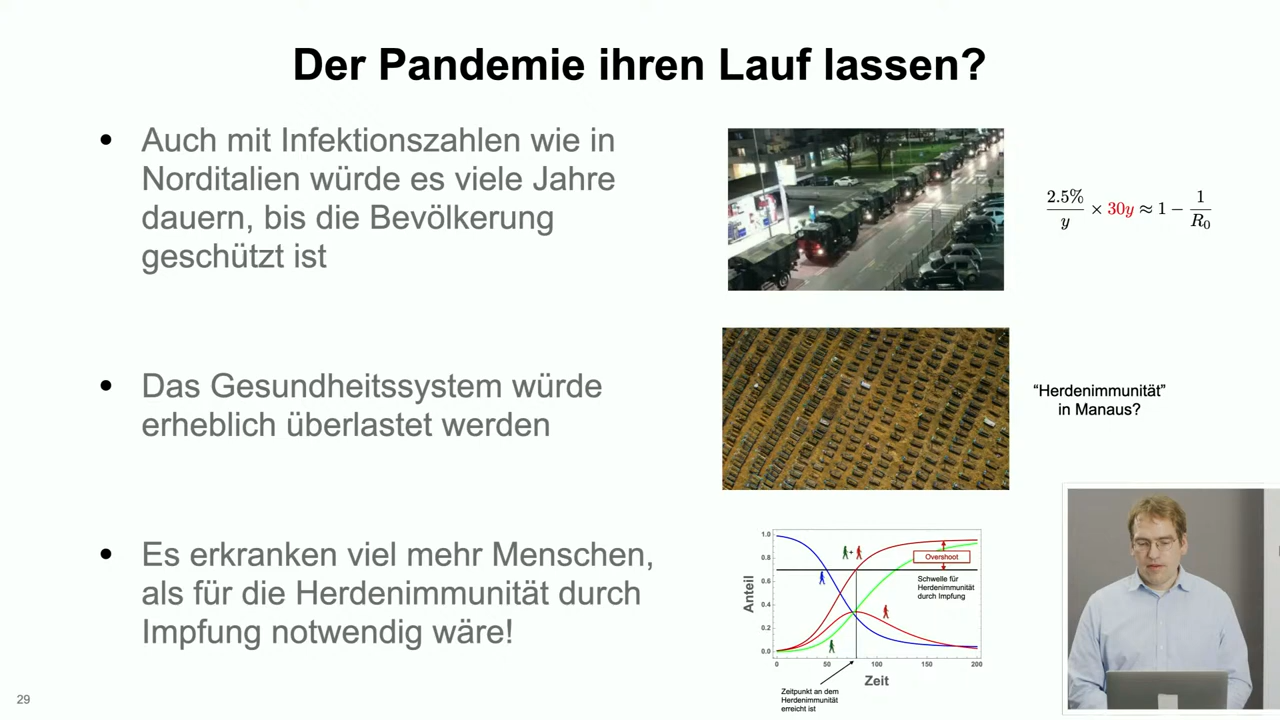 Der Pandemie ihren Lauf lassen?
• Auch mit Infektionszahlen wie in
Norditalien würde es viele Jahre
dauern, bis die Bevölkerung
geschützt ist
2.5%/y × 30y ≈ 1 − 1/R₀
• Das Gesundheitssystem würde
erheblich überlastet werden
“Herdenimmunität”
in Manaus?
• Es erkranken viel mehr Menschen,
als für die Herdenimmunität durch
Impfung notwendig wäre!
1.0
0.8
0.6
0.4
0.2
0.0
Anteil
+
Overshoot
Schwelle für
Herdenimmunität
durch Impfung
0 50 100 150 200
Zeit
Zeitpunkt an dem
Herdenimmunität
erreicht ist
29